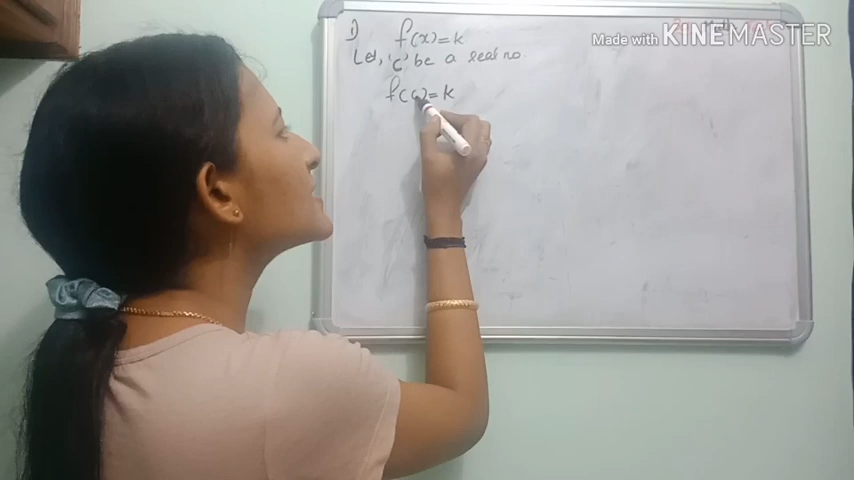 1) f(x)=k
Let, 'c' be a real no.
f(c)=k
Made with KINEMASTER